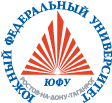 ЮЖНЫЙ ФЕДЕРАЛЬНЫЙ УНИВЕРСИТЕТ
ЮФУ
РОСТОВ-НА-ДОНУ-ТАГАНРОГ